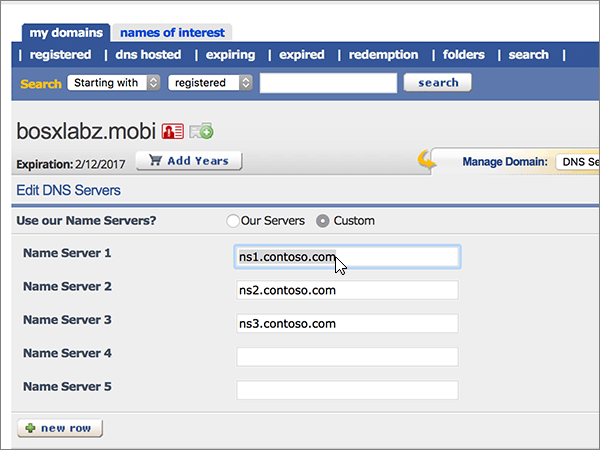 my domains names of interest
| registered | dns hosted | expiring | expired | redemption | folders | search |
Search Starting with registered search
bosxlabz.mobi
Expiration: 2/12/2017 Add Years Manage Domain: DNS Se
Edit DNS Servers
Use our Name Servers? Our Servers Custom
Name Server 1 ns1.contoso.com
Name Server 2 ns2.contoso.com
Name Server 3 ns3.contoso.com
Name Server 4
Name Server 5
new row